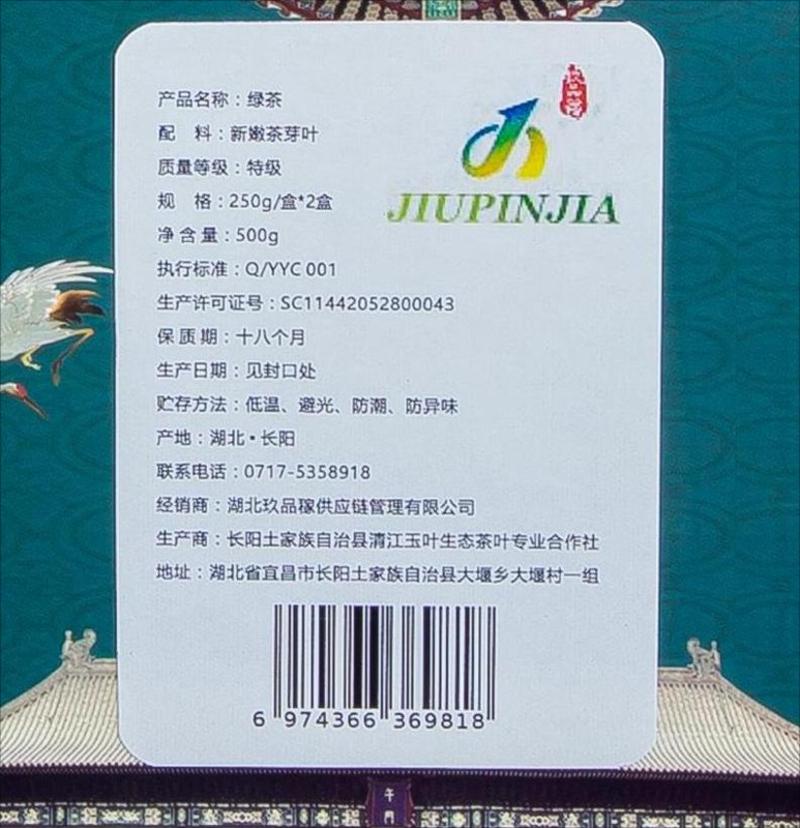 产品名称：绿茶
配 料：新嫩茶芽叶
质量等级：特级
规 格：250g/盒*2盒
净含量：500g
执行标准：Q/YYC 001
生产许可证号：SC11442052800043
保质期：十八个月
生产日期：见封口处
贮存方法：低温、避光、防潮、防异味
产地：湖北·长阳
联系电话：0717-5358918
经销商：湖北玖品稼供应链管理有限公司
生产商：长阳土家族自治县清江玉叶生态茶叶专业合作社
地址：湖北省宜昌市长阳土家族自治县大堰乡大堰村一组
JIUPINJIA
6 974366 369818
午門